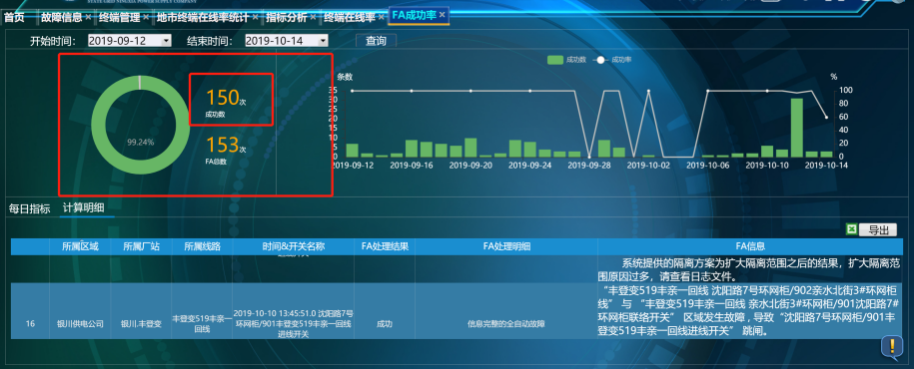 STATE GRID NINGXIA POWER SUPPLY COMPANY
首页 故障信息× 终端管理× 地市终端在线率统计× 指标分析× 终端在线率× FA成功率×
开始时间： 2019-09-12 结束时间： 2019-10-14 查询
成功数 成功率
条数 %
150次
成功数
153次
FA总数
99.24%
35
30
25
20
15
10
5
0
100
80
60
40
20
0
2019-09-12 2019-09-16 2019-09-20 2019-09-24 2019-09-28 2019-10-02 2019-10-06 2019-10-10 2019-10-14
每日指标 计算明细
导出
所属区域 所属厂站 所属线路 时间&开关名称 FA处理结果 FA处理明细 FA信息
系统提供的隔离方案为扩大隔离范围之后的结果，扩大隔离范
围原因过多，请查看日志文件。
16 银川供电公司 银川.丰登变 丰登变519丰亲一
回线
2019-10-10 13:45:51.0 沈阳路7号
环网柜/901丰登变519丰亲一回线
进线开关
成功 信息完整的全自动故障
“丰登变519丰亲一回线 沈阳路7号环网柜/902亲水北街3#环网柜
线” 与 “丰登变519丰亲一回线 亲水北街3#环网柜/901沈阳路7#
环网柜联络开关” 区域发生故障，导致“沈阳路7号环网柜/901丰
登变519丰亲一回线进线开关” 跳闸。